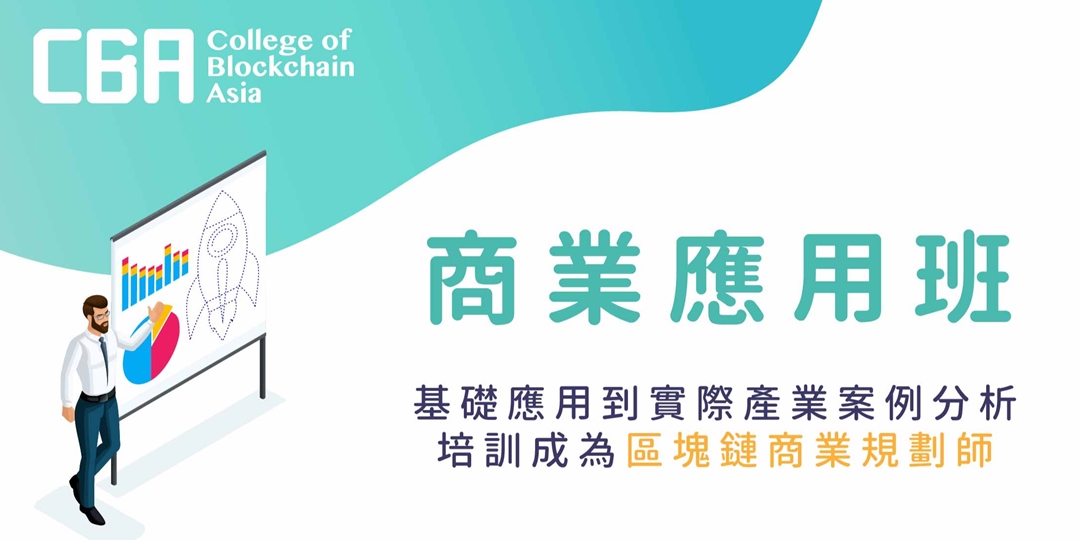 CBA
College of
Blockchain
Asia
商業應用班
基礎應用到實際產業案例分析
培訓成為區塊鏈商業規劃師